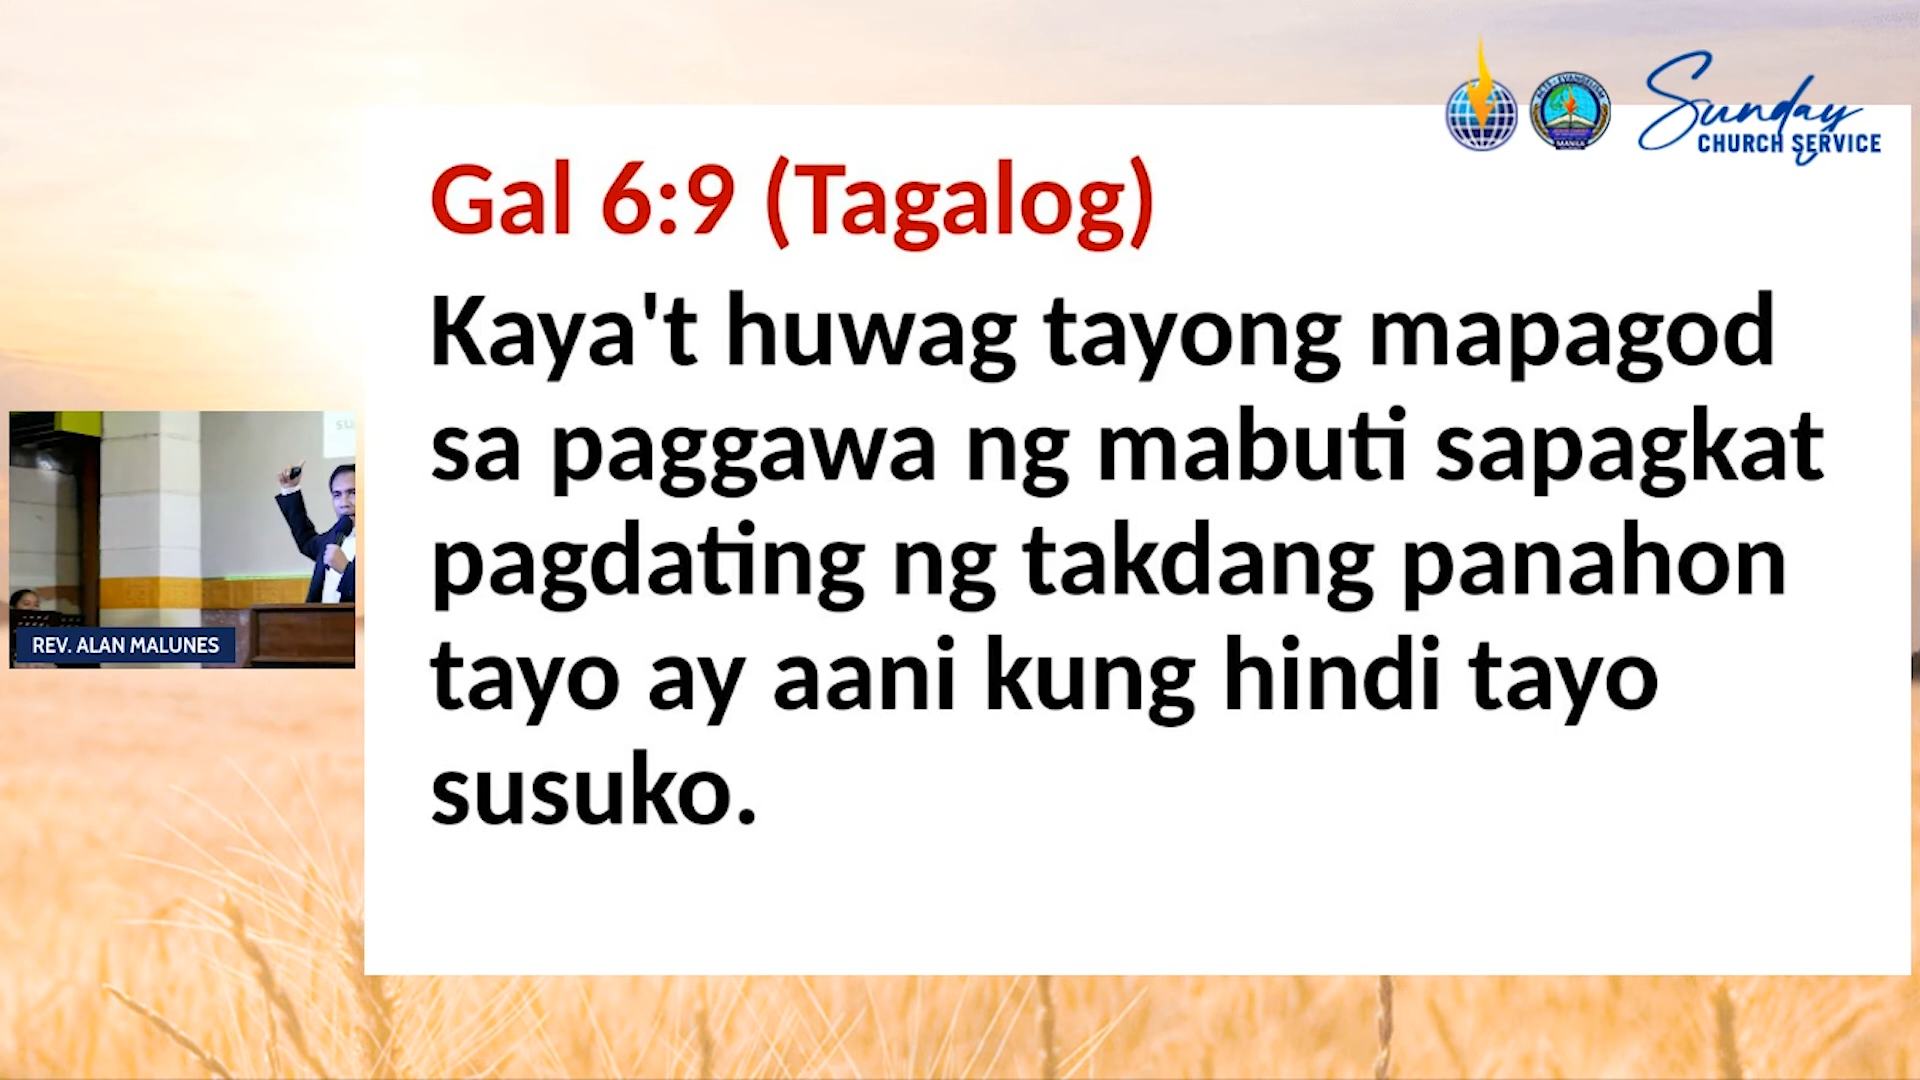 Sunday
CHURCH SERVICE
MANILA
Gal 6:9 (Tagalog)
Kaya't huwag tayong mapagod
sa paggawa ng mabuti sapagkat
pagdating ng takdang panahon
tayo ay aani kung hindi tayo
susuko.
REV. ALAN MALUNES